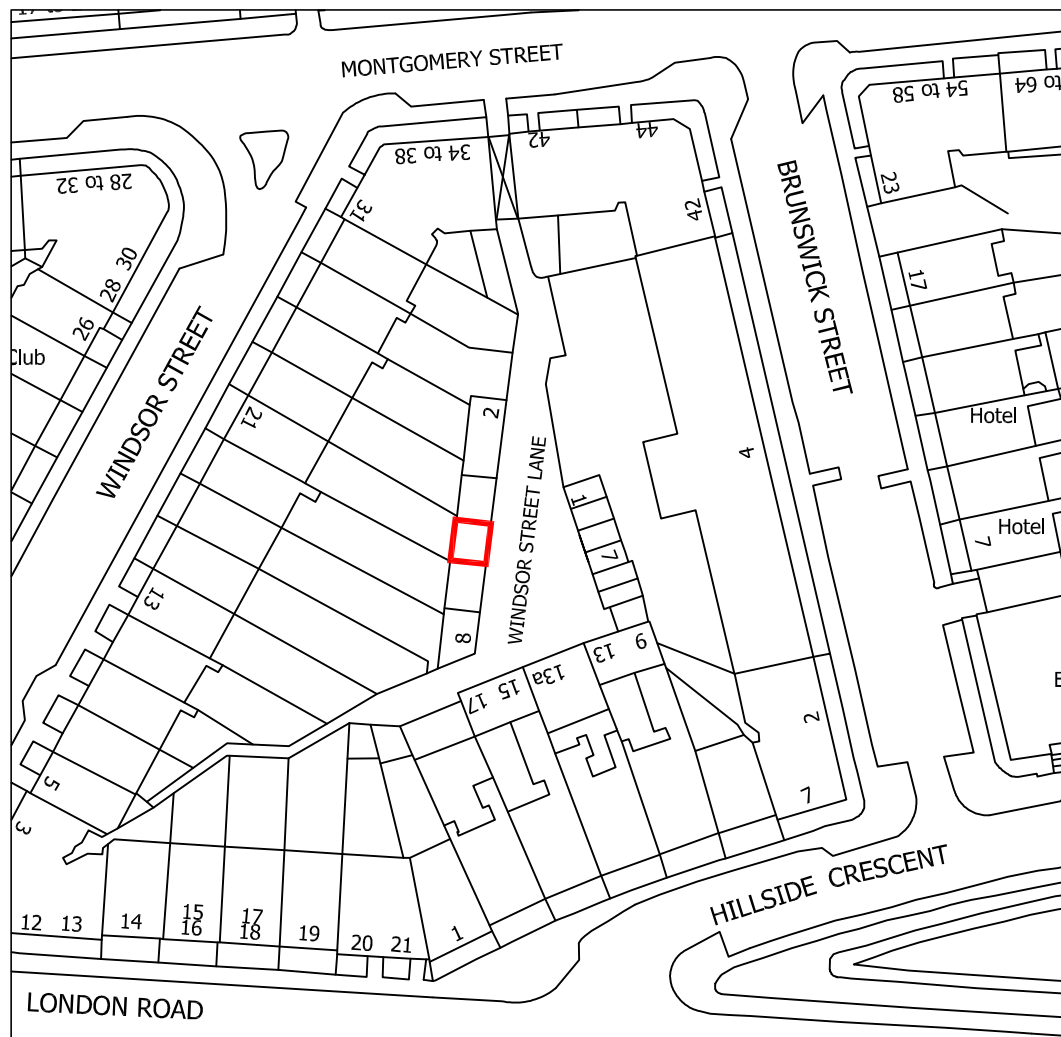 MONTGOMERY STREET
54 to 58
42
44
34 to 38
28 to 32
31
42
23
BRUNSWICK STREET
17
30
28
26
Club
WINDSOR STREET
21
2
Hotel
4
WINDSOR STREET LANE
1
7
Hotel
7
13
8
9
13
13a
15
17
2
5
7
3
HILLSIDE CRESCENT
12 13 14 15 17 19 20 21 1
16 18
LONDON ROAD